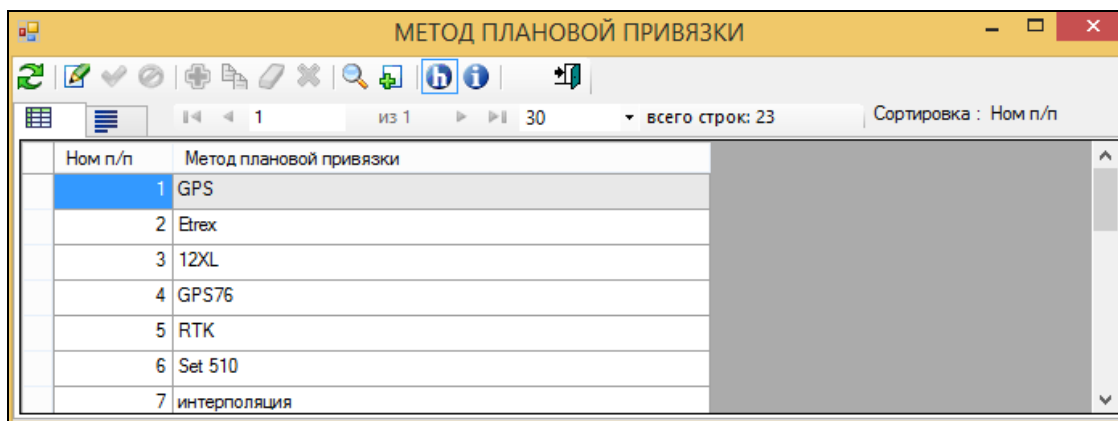 МЕТОД ПЛАНОВОЙ ПРИВЯЗКИ
1 из 1 30 всего строк: 23 Сортировка : Ном п/п
Ном п/п Метод плановой привязки
1 GPS
2 Etrex
3 12XL
4 GPS76
5 RTK
6 Set 510
7 интерполяция